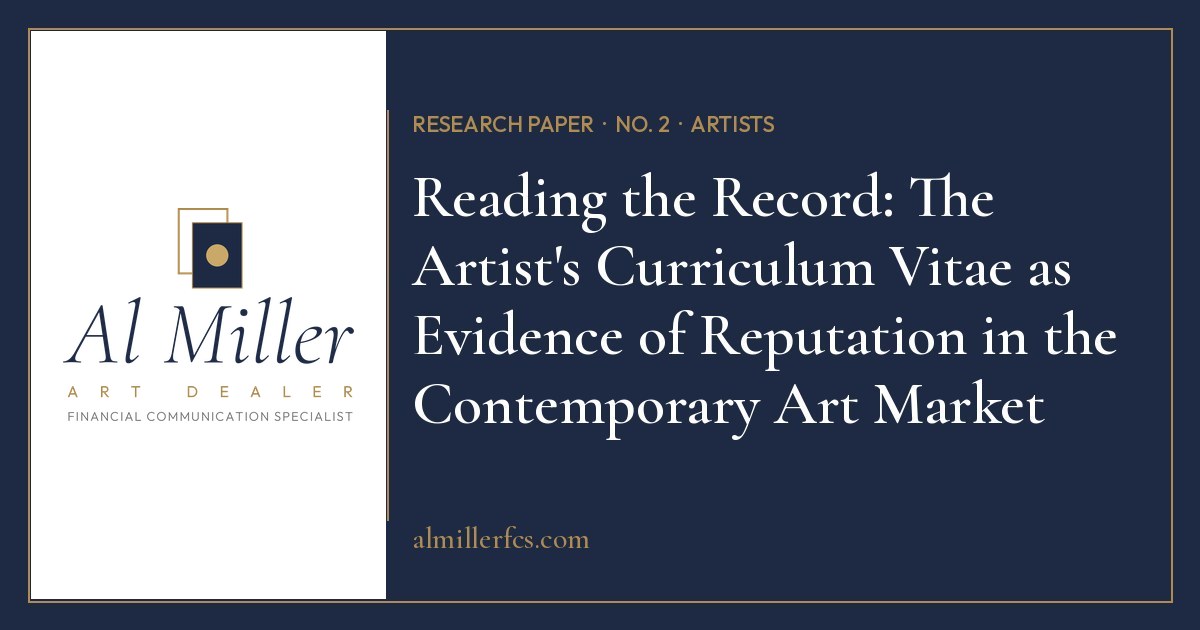 Al Miller
ART DEALER
FINANCIAL COMMUNICATION SPECIALIST
RESEARCH PAPER · NO. 2 · ARTISTS
Reading the Record: The
Artist's Curriculum Vitae as
Evidence of Reputation in the
Contemporary Art Market
almillerfcs.com